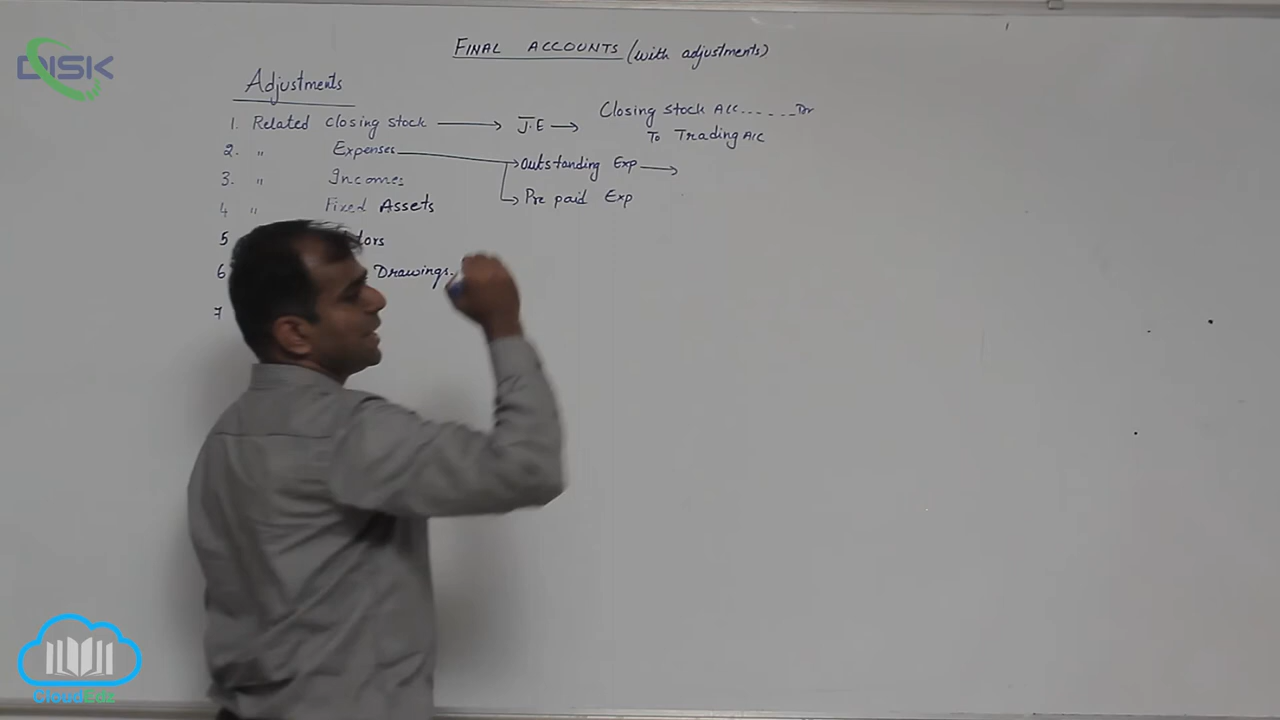 DISK
FINAL ACCOUNTS (with adjustments)
Adjustments
1. Related closing stock → J.E → Closing Stock A/c...... Dr
To Trading A/c
2. " Expenses → Outstanding Exp →
→ Pre paid Exp
3. " Incomes
4 " Fixed Assets
5
6 Drawings.
7
CloudEdz